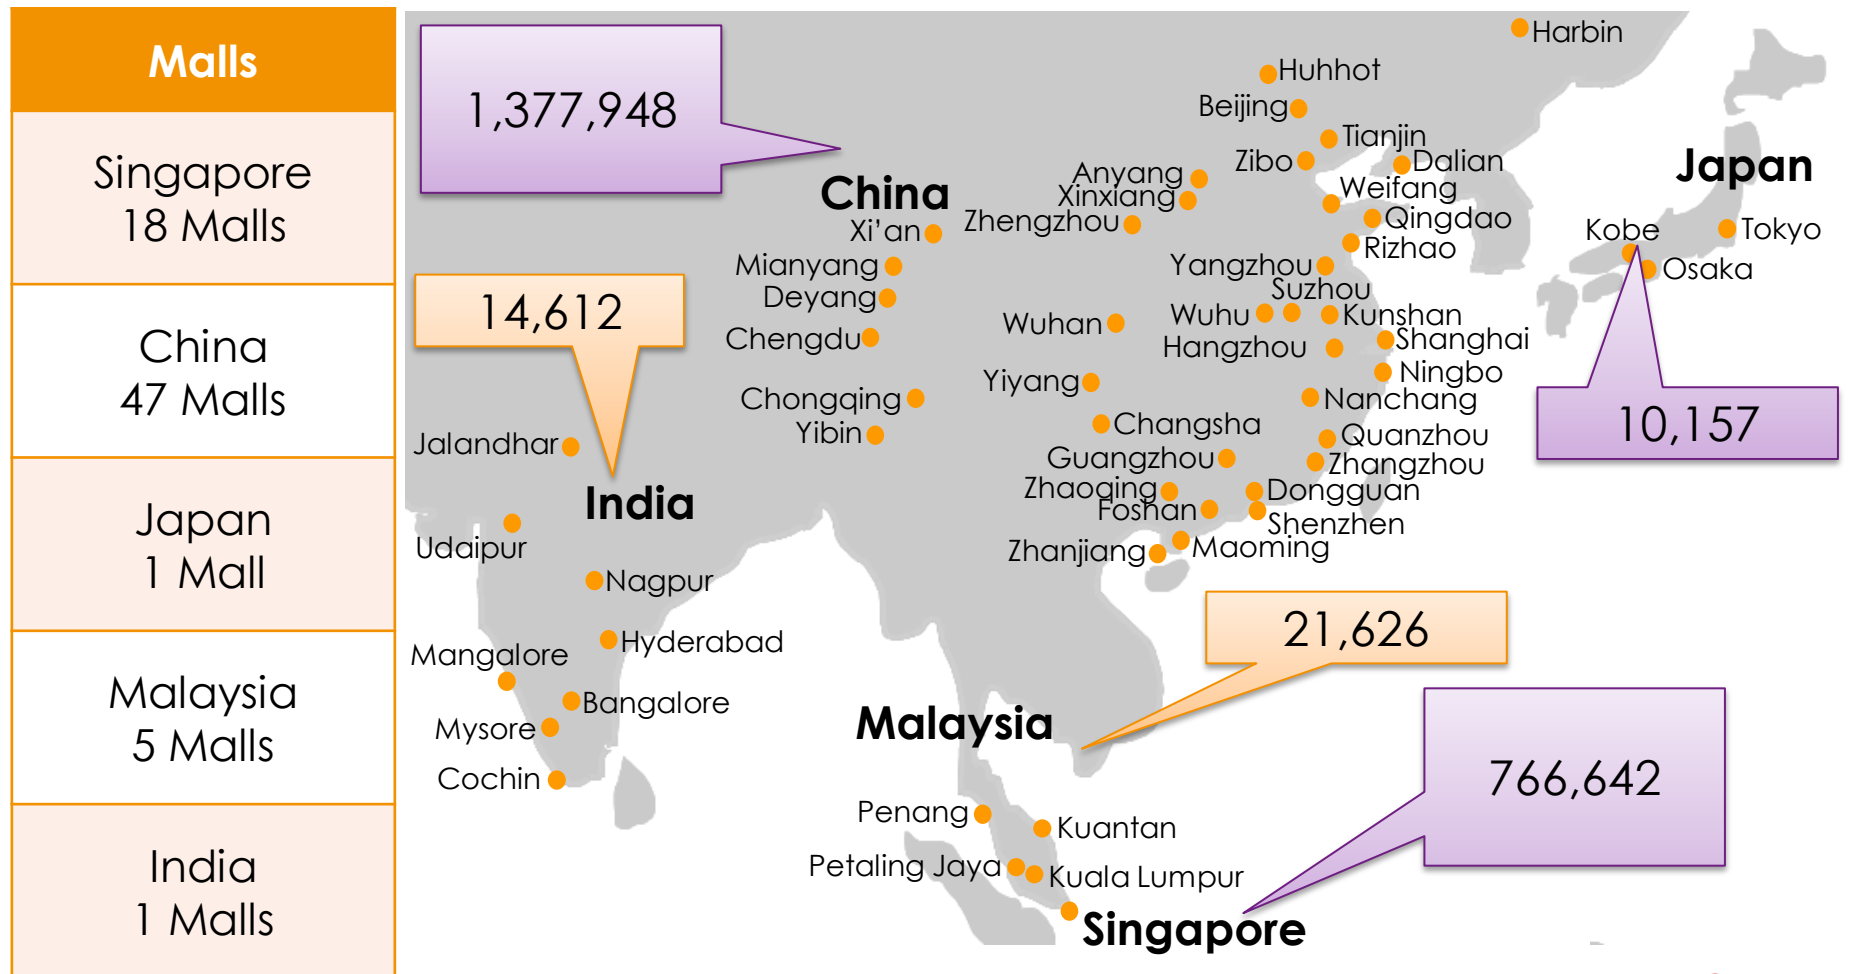 Malls
Singapore
18 Malls
China
47 Malls
Japan
1 Mall
Malaysia
5 Malls
India
1 Malls
1,377,948
China
Harbin
Huhhot
Beijing
Tianjin
Zibo
Dalian
Anyang
Weifang
Xinxiang
Qingdao
Zhengzhou
Xi’an
Rizhao
Mianyang
Yangzhou
Deyang
Suzhou
Wuhu
Kunshan
Wuhan
Chengdu
Shanghai
Hangzhou
Ningbo
Yiyang
Chongqing
Nanchang
Changsha
Yibin
Quanzhou
Guangzhou
Zhangzhou
Zhaoqing
Dongguan
Foshan
Shenzhen
Zhanjiang
Maoming
Japan
Kobe
Tokyo
Osaka
10,157
14,612
India
Jalandhar
Udaipur
Nagpur
Hyderabad
Mangalore
Bangalore
Mysore
Cochin
21,626
Malaysia
Penang
Kuantan
Petaling Jaya
Kuala Lumpur
766,642
Singapore